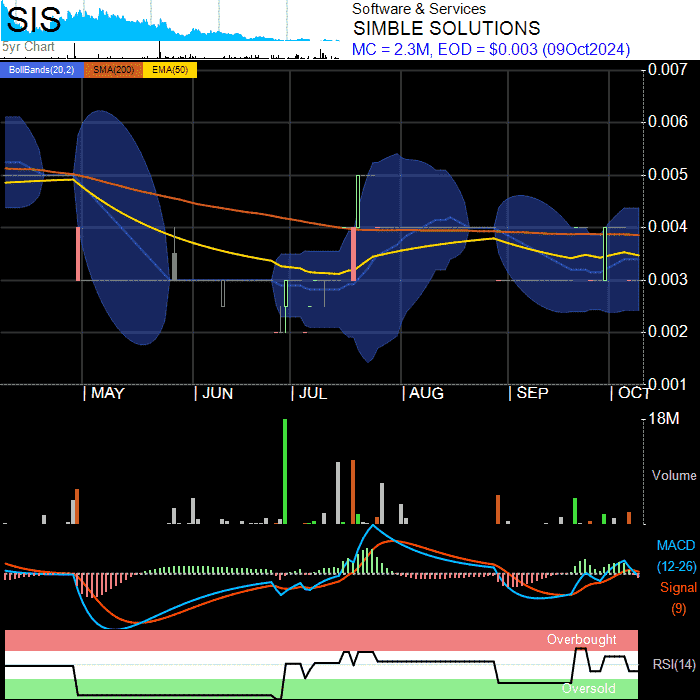 SIS
5yr Chart
Software & Services
SIMBLE SOLUTIONS
MC = 2.3M, EOD = $0.003 (09Oct2024)
BollBands(20,2) SMA(200) EMA(50)
0.007
0.006
0.005
0.004
0.003
0.002
0.001
MAY JUN JUL AUG SEP OCT
18M
Volume
MACD
(12-26)
Signal
(9)
Overbought
RSI(14)
Oversold